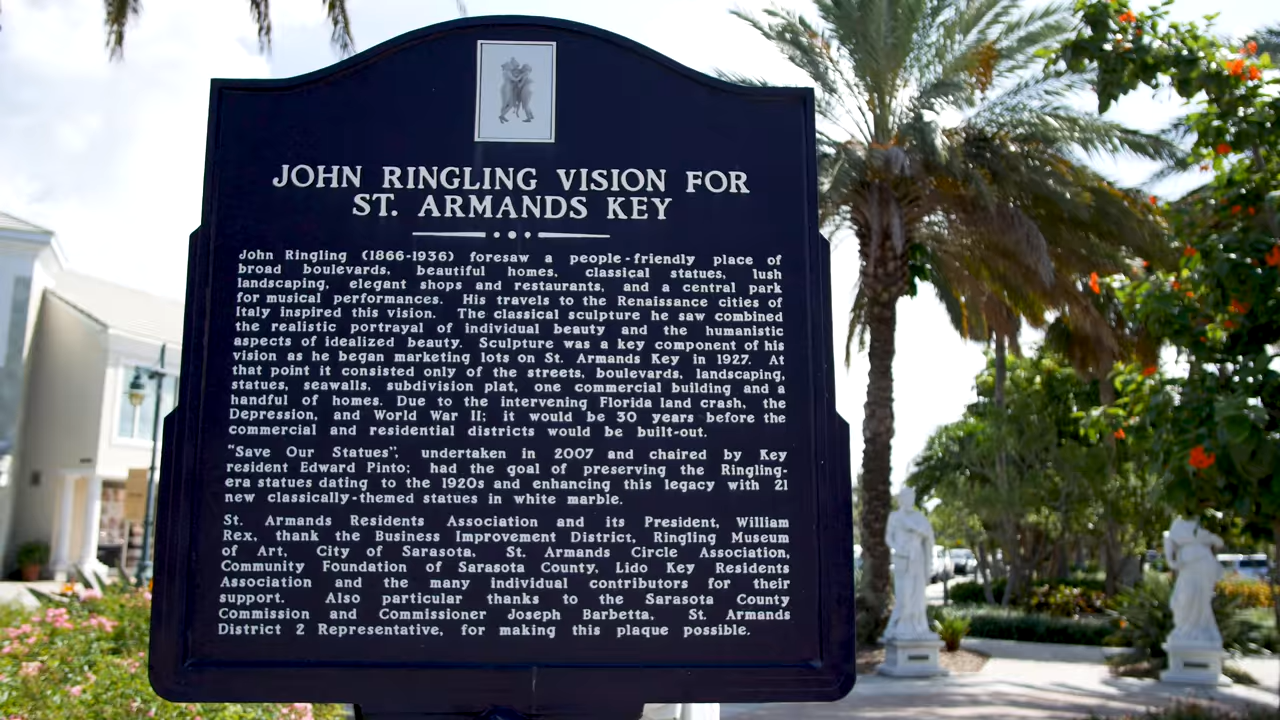 JOHN RINGLING VISION FOR
ST. ARMANDS KEY
John Ringling (1866-1936) foresaw a people-friendly place of
broad boulevards, beautiful homes, classical statues, lush
landscaping, elegant shops and restaurants, and a central park
for musical performances. His travels to the Renaissance cities of
Italy inspired this vision. The classical sculpture he saw combined
the realistic portrayal of individual beauty and the humanistic
aspects of idealized beauty. Sculpture was a key component of his
vision as he began marketing lots on St. Armands Key in 1927. At
that point it consisted only of the streets, boulevards, landscaping,
statues, seawalls, subdivision plat, one commercial building and a
handful of homes. Due to the intervening Florida land crash, the
Depression, and World War II; it would be 30 years before the
commercial and residential districts would be built-out.
"Save Our Statues", undertaken in 2007 and chaired by Key
resident Edward Pinto; had the goal of preserving the Ringling-
era statues dating to the 1920s and enhancing this legacy with 21
new classically-themed statues in white marble.
St. Armands Residents Association and its President, William
Rex, thank the Business Improvement District, Ringling Museum
of Art, City of Sarasota, St. Armands Circle Association,
Community Foundation of Sarasota County, Lido Key Residents
Association and the many individual contributors for their
support. Also particular thanks to the Sarasota County
Commission and Commissioner Joseph Barbetta, St. Armands
District 2 Representative, for making this plaque possible.